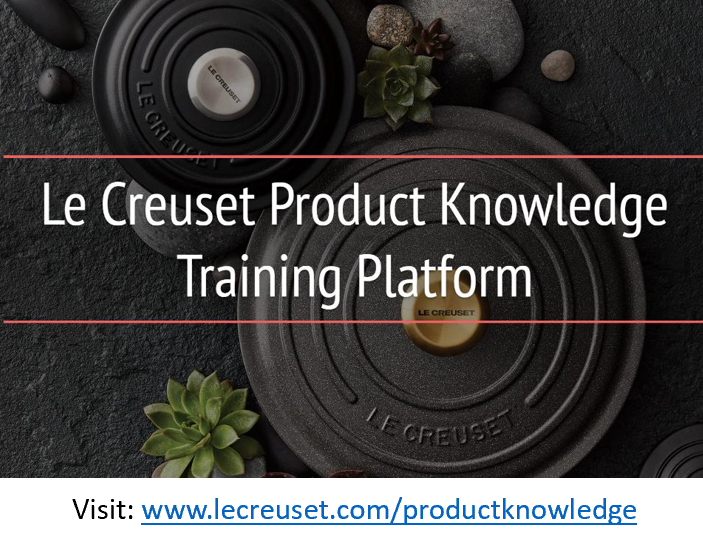 LE CREUSET
LE CREUSET
Le Creuset Product Knowledge
Training Platform
LE CREUSET
LE CREUSET
Visit: www.lecreuset.com/productknowledge